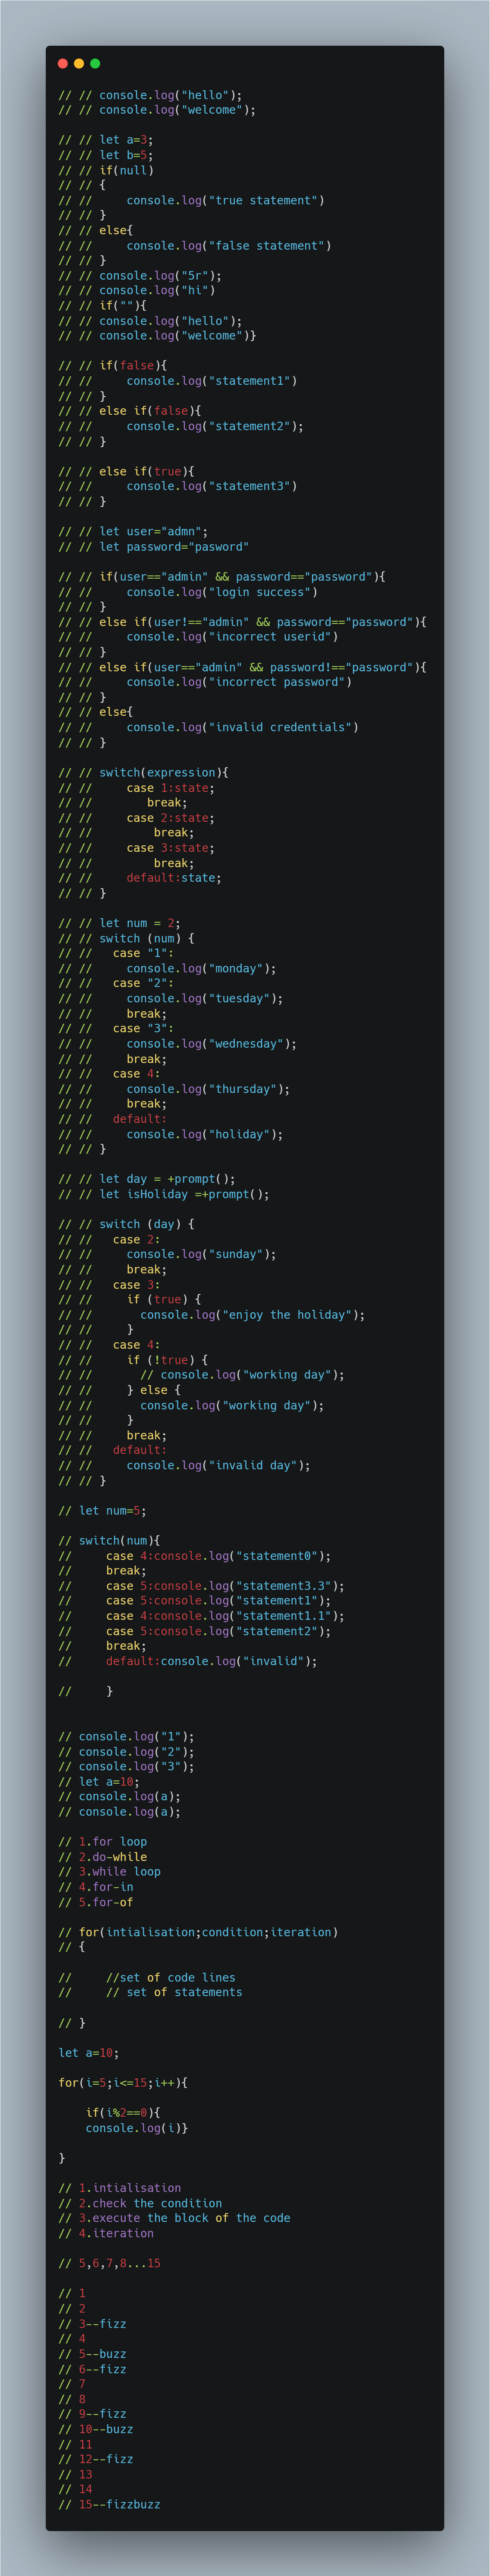 // // console.log("hello");
// // console.log("welcome");

// // let a=3;
// // let b=5;
// // if(null)
// // {
// //     console.log("true statement")
// // }
// // else{
// //     console.log("false statement")
// // }
// // console.log("5r");
// // console.log("hi")
// // if(""){
// // console.log("hello");
// // console.log("welcome")}

// // if(false){
// //     console.log("statement1")
// // }
// // else if(false){
// //     console.log("statement2");
// // }

// // else if(true){
// //     console.log("statement3")
// // }

// // let user="admn";
// // let password="pasword"

// // if(user=="admin" && password=="password"){
// //     console.log("login success")
// // }
// // else if(user!=="admin" && password=="password"){
// //     console.log("incorrect userid")
// // }
// // else if(user=="admin" && password!=="password"){
// //     console.log("incorrect password")
// // }
// // else{
// //     console.log("invalid credentials")
// // }

// // switch(expression){
// //     case 1:state;
// //        break;
// //     case 2:state;
// //         break;
// //     case 3:state;
// //         break;
// //     default:state;
// // }

// // let num = 2;
// // switch (num) {
// //   case "1":
// //     console.log("monday");
// //   case "2":
// //     console.log("tuesday");
// //     break;
// //   case "3":
// //     console.log("wednesday");
// //     break;
// //   case 4:
// //     console.log("thursday");
// //     break;
// //   default:
// //     console.log("holiday");
// // }

// // let day = +prompt();
// // let isHoliday =+prompt();

// // switch (day) {
// //   case 2:
// //     console.log("sunday");
// //     break;
// //   case 3:
// //     if (true) {
// //       console.log("enjoy the holiday");
// //     }
// //   case 4:
// //     if (!true) {
// //       // console.log("working day");
// //     } else {
// //       console.log("working day");
// //     }
// //     break;
// //   default:
// //     console.log("invalid day");
// // }

// let num=5;

// switch(num){
//     case 4:console.log("statement0");
//     break;
//     case 5:console.log("statement3.3");
//     case 5:console.log("statement1");
//     case 4:console.log("statement1.1");
//     case 5:console.log("statement2");
//     break;
//     default:console.log("invalid");

//     }

// console.log("1");
// console.log("2");
// console.log("3");
// let a=10;
// console.log(a);
// console.log(a);

// 1.for loop
// 2.do-while
// 3.while loop
// 4.for-in
// 5.for-of

// for(intialisation;condition;iteration)
// {

//     //set of code lines
//     // set of statements

// }

let a=10;

for(i=5;i<=15;i++){

    if(i%2==0){
    console.log(i)}

}

// 1.intialisation
// 2.check the condition
// 3.execute the block of the code
// 4.iteration

// 5,6,7,8...15

// 1
// 2
// 3--fizz
// 4
// 5--buzz
// 6--fizz
// 7
// 8
// 9--fizz
// 10--buzz
// 11
// 12--fizz
// 13
// 14
// 15--fizzbuzz